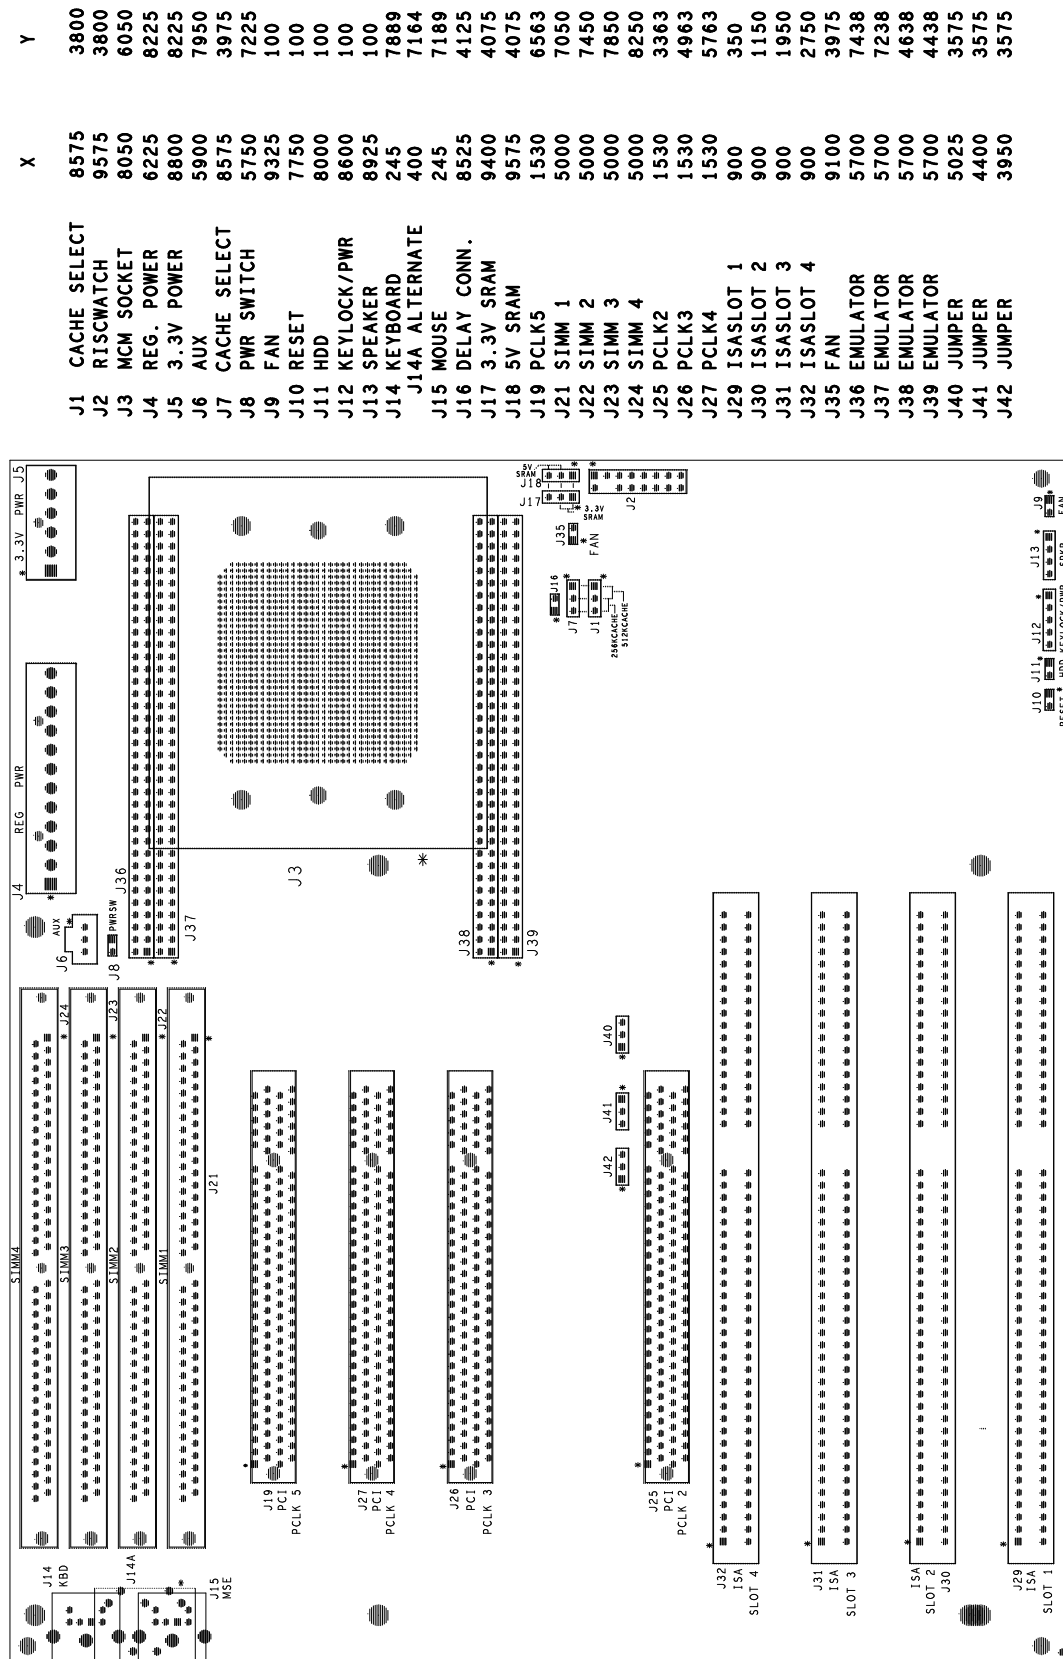 X Y
J1 CACHE SELECT 8575 3800
J2 RISCWATCH 9575 3800
J3 MCM SOCKET 8050 6050
J4 REG. POWER 6225 8225
J5 3.3V POWER 8800 8225
J6 AUX 5900 7950
J7 CACHE SELECT 8575 3975
J8 PWR SWITCH 5750 7225
J9 FAN 9325 100
J10 RESET 7750 100
J11 HDD 8000 100
J12 KEYLOCK/PWR 8600 100
J13 SPEAKER 8925 100
J14 KEYBOARD 245 7889
J14A ALTERNATE 400 7164
J15 MOUSE 245 7189
J16 DELAY CONN. 8525 4125
J17 3.3V SRAM 9400 4075
J18 5V SRAM 9575 4075
J19 PCLK5 1530 6563
J21 SIMM 1 5000 7050
J22 SIMM 2 5000 7450
J23 SIMM 3 5000 7850
J24 SIMM 4 5000 8250
J25 PCLK2 1530 3363
J26 PCLK3 1530 4963
J27 PCLK4 1530 5763
J29 ISASLOT 1 900 350
J30 ISASLOT 2 900 1150
J31 ISASLOT 3 900 1950
J32 ISASLOT 4 900 2750
J35 FAN 9100 3975
J36 EMULATOR 5700 7438
J37 EMULATOR 5700 7238
J38 EMULATOR 5700 4638
J39 EMULATOR 5700 4438
J40 JUMPER 5025 3575
J41 JUMPER 4400 3575
J42 JUMPER 3950 3575
J4
REG PWR
* 3.3V PWR J5
J6
AUX
J8
PWRSW
J36
J37
J3
J38
J39
5V
SRAM
J18
J17
3.3V
SRAM
J2
J35
FAN
J16
J7
J1
256KCACHE
512KCACHE
J9
FAN
J13
SPKR
J12
KEYLOCK/PWR
J11
HDD
J10
RESET
SIMM4
J24
SIMM3
J23
SIMM2
J22
SIMM1
J21
J40
J41
J42
J19
PCI
PCLK 5
J27
PCI
PCLK 4
J26
PCI
PCLK 3
J25
PCI
PCLK 2
J14
KBD
J14A
J15
MSE
J32
ISA
SLOT 4
J31
ISA
SLOT 3
ISA
SLOT 2
J30
J29
ISA
SLOT 1